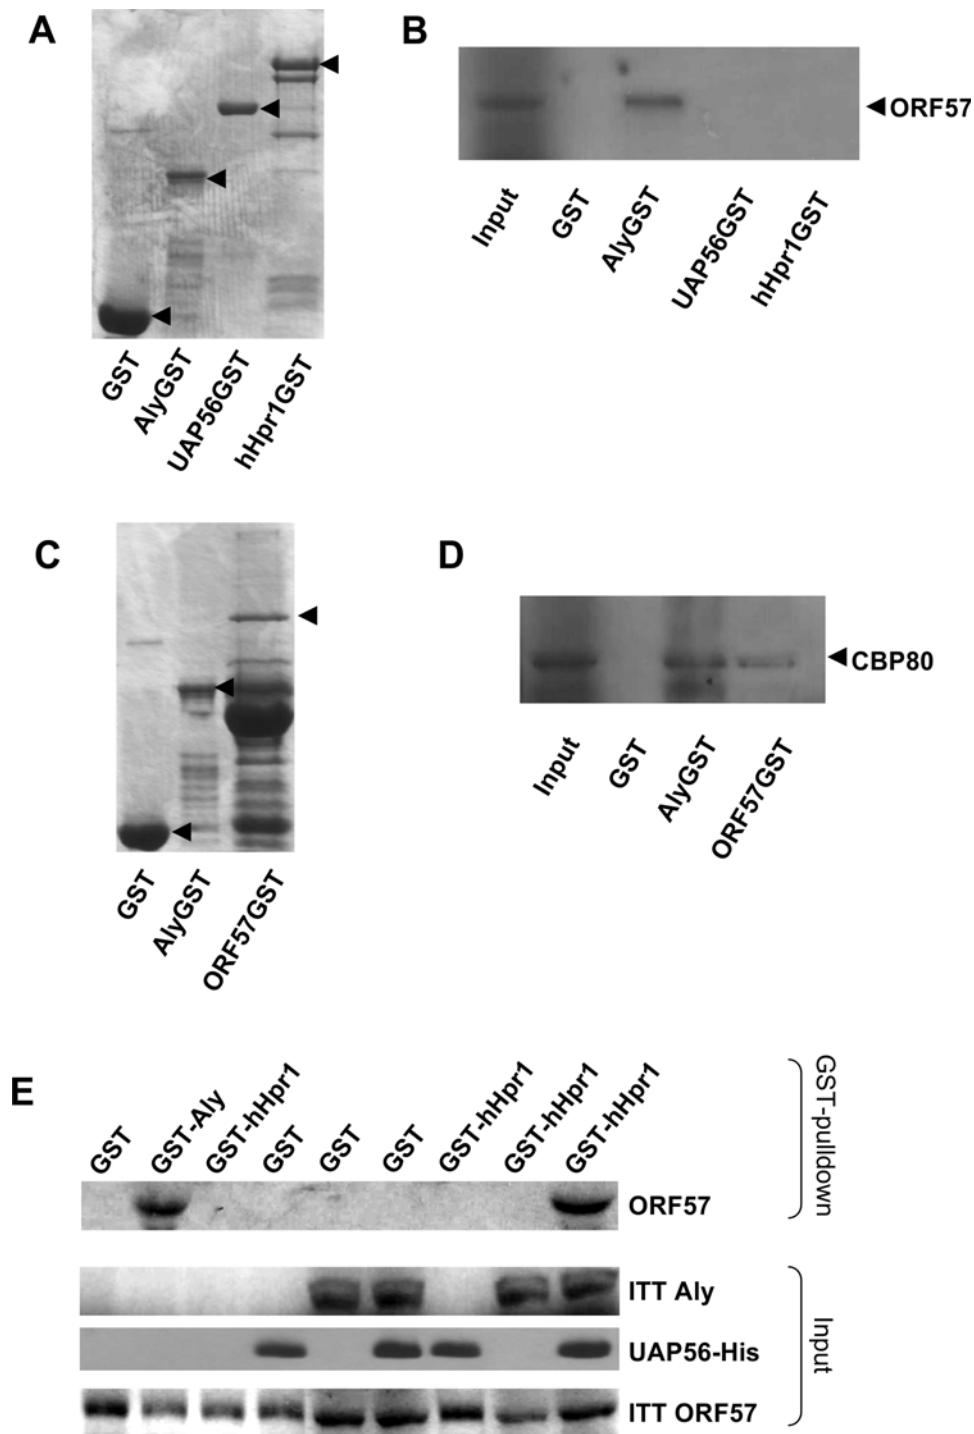 A
GST
AlyGST
UAP56GST
hHpr1GST
B
ORF57
Input
GST
AlyGST
UAP56GST
hHpr1GST
C
GST
AlyGST
ORF57GST
D
CBP80
Input
GST
AlyGST
ORF57GST
E
GST
GST-Aly
GST-hHpr1
GST
GST
GST
GST-hHpr1
GST-hHpr1
GST-hHpr1
ORF57
GST-pulldown
ITT Aly
UAP56-His
ITT ORF57
Input